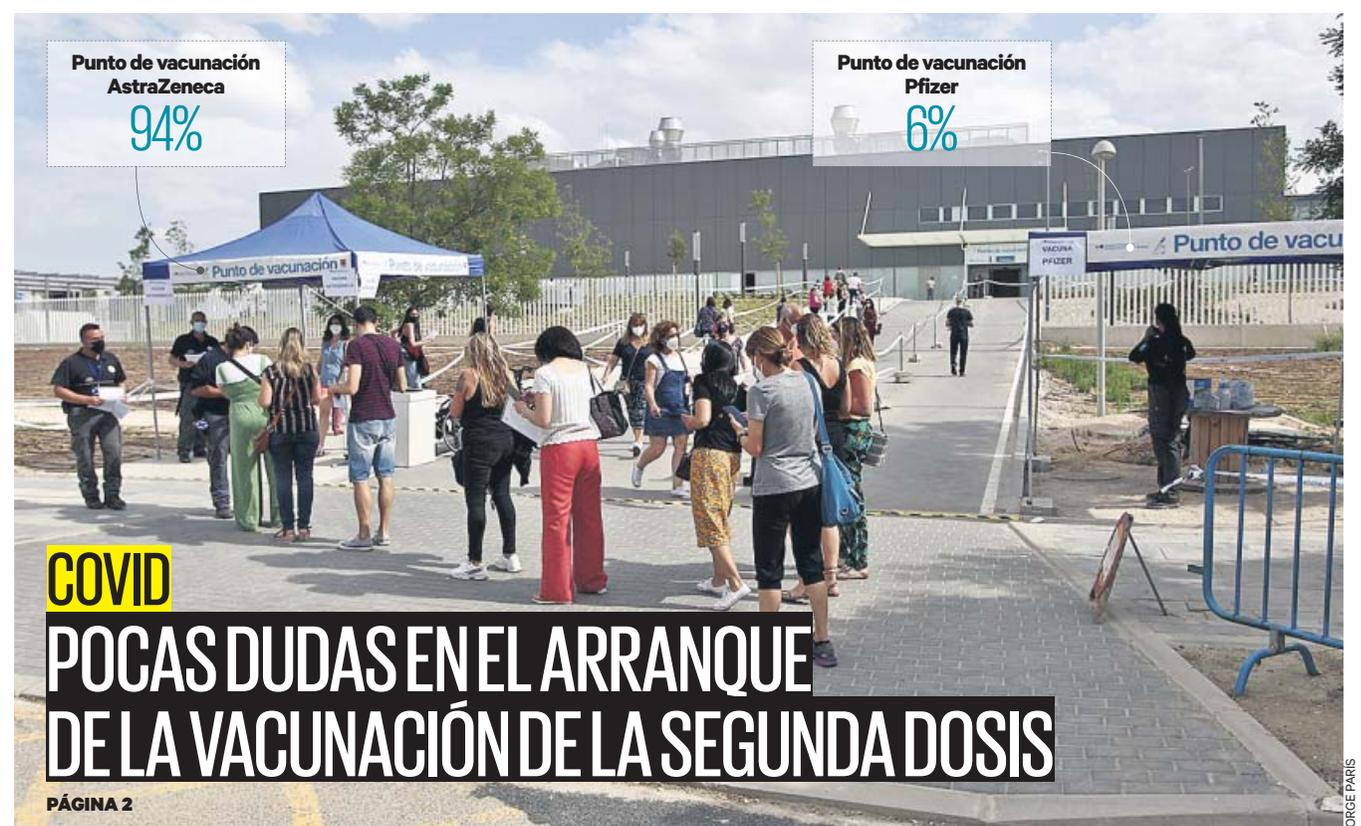 Punto de vacunación
AstraZeneca
94%
Punto de vacunación
Pfizer
6%
Punto de vacunación
Punto de vacunación
VACUNA
PFIZER
Punto de vacu
COVID
POCAS DUDAS EN EL ARRANQUE
DE LA VACUNACIÓN DE LA SEGUNDA DOSIS
PÁGINA 2
ORGE PARÍS